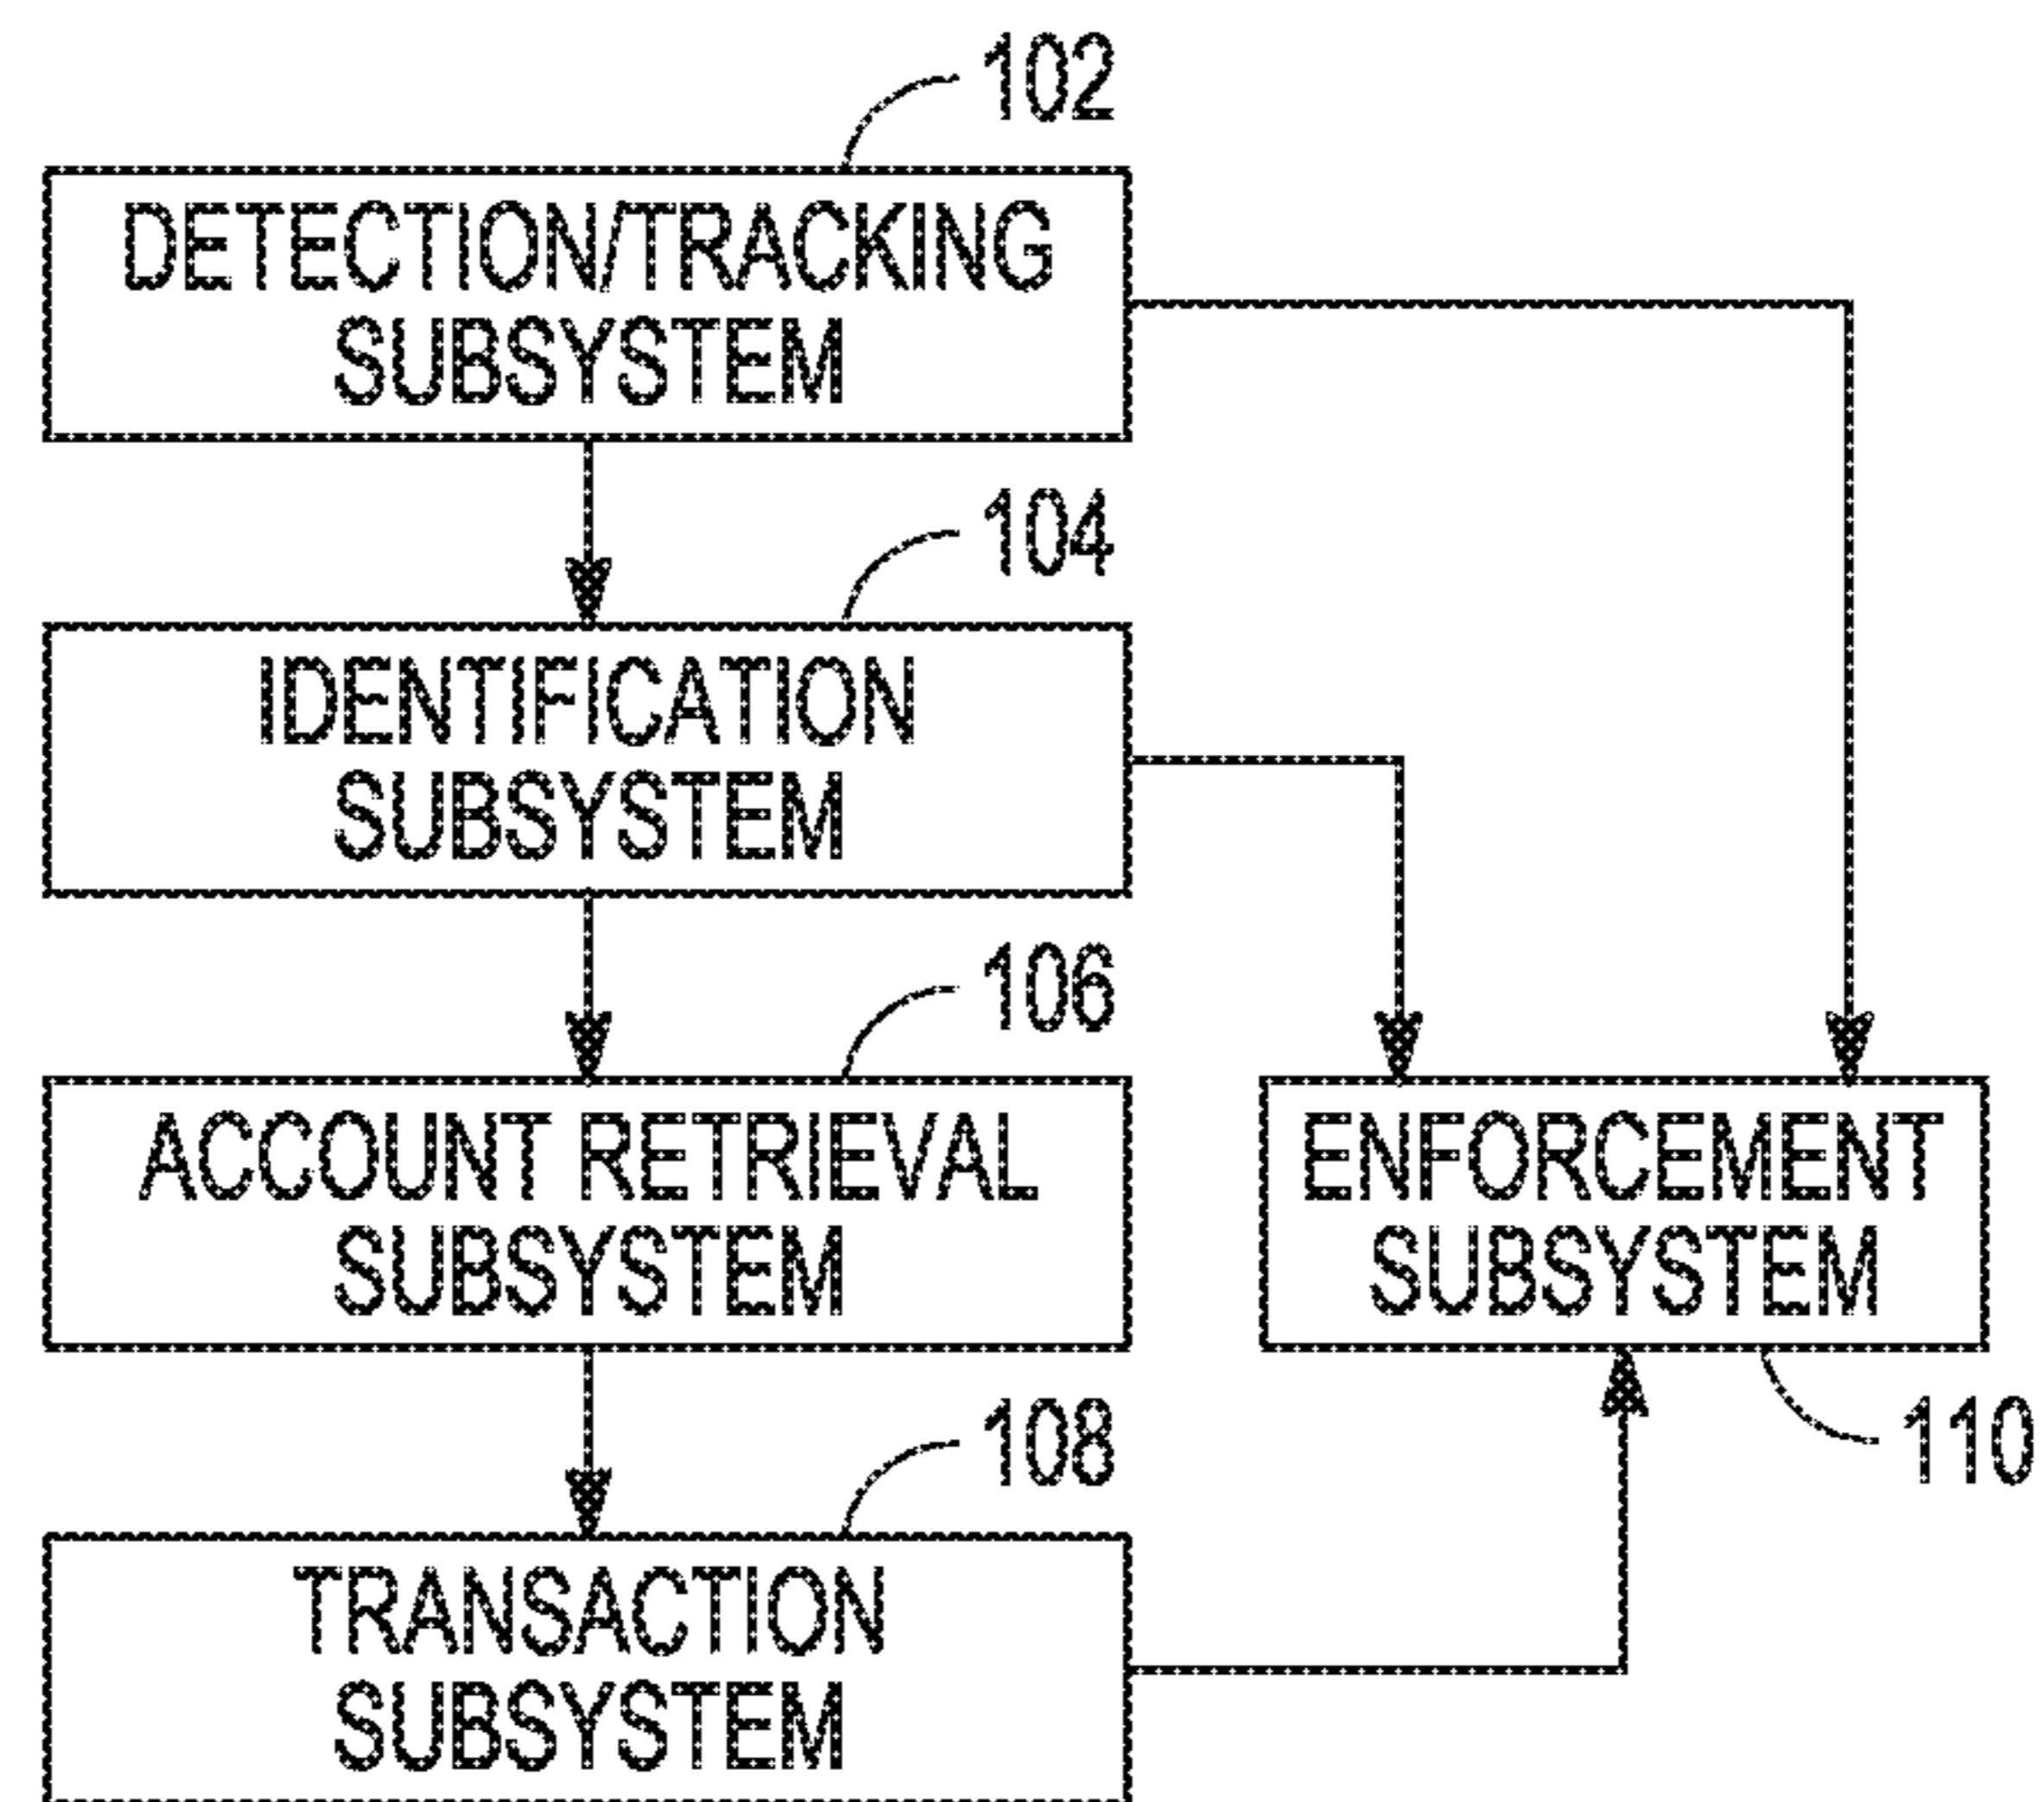 102
DETECTION/TRACKING
SUBSYSTEM
104
IDENTIFICATION
SUBSYSTEM
106
ACCOUNT RETRIEVAL
SUBSYSTEM
ENFORCEMENT
SUBSYSTEM
108
110
TRANSACTION
SUBSYSTEM